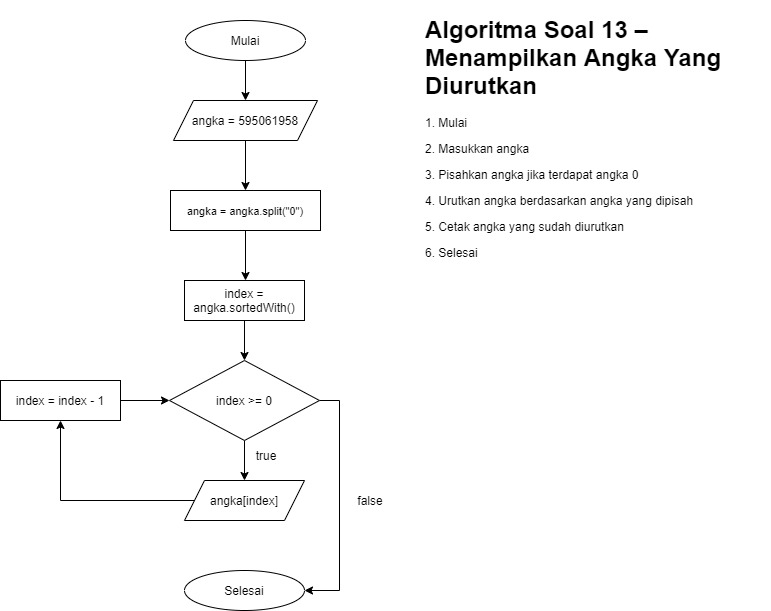 Mulai
angka = 595061958
angka = angka.split("0")
index =
angka.sortedWith()
index = index - 1
index >= 0
true
angka[index]
false
Selesai
Algoritma Soal 13 –
Menampilkan Angka Yang
Diurutkan
1. Mulai
2. Masukkan angka
3. Pisahkan angka jika terdapat angka 0
4. Urutkan angka berdasarkan angka yang dipisah
5. Cetak angka yang sudah diurutkan
6. Selesai